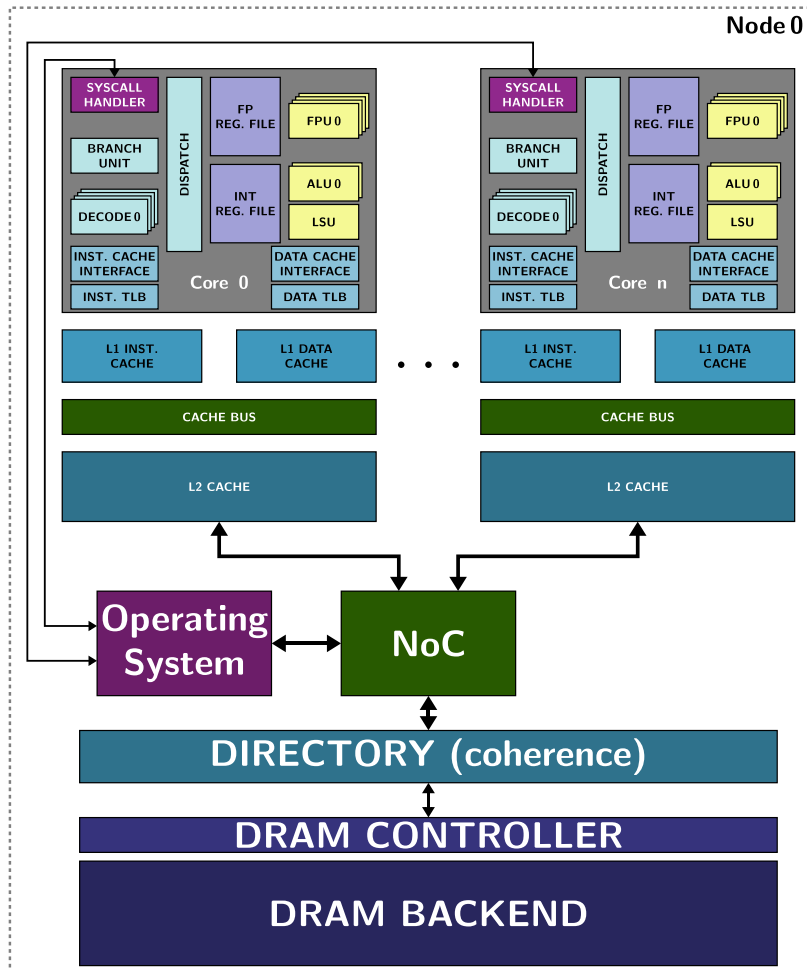 Node 0
SYSCALL
HANDLER
BRANCH
UNIT
DECODE 0
INST. CACHE
INTERFACE
INST. TLB
DISPATCH
FP
REG. FILE
INT
REG. FILE
FPU 0
ALU 0
LSU
DATA CACHE
INTERFACE
DATA TLB
Core 0
SYSCALL
HANDLER
BRANCH
UNIT
DECODE 0
INST. CACHE
INTERFACE
INST. TLB
DISPATCH
FP
REG. FILE
INT
REG. FILE
FPU 0
ALU 0
LSU
DATA CACHE
INTERFACE
DATA TLB
Core n
L1 INST.
CACHE
L1 DATA
CACHE
. . .
L1 INST.
CACHE
L1 DATA
CACHE
CACHE BUS
CACHE BUS
L2 CACHE
L2 CACHE
Operating
System
NoC
DIRECTORY (coherence)
DRAM CONTROLLER
DRAM BACKEND